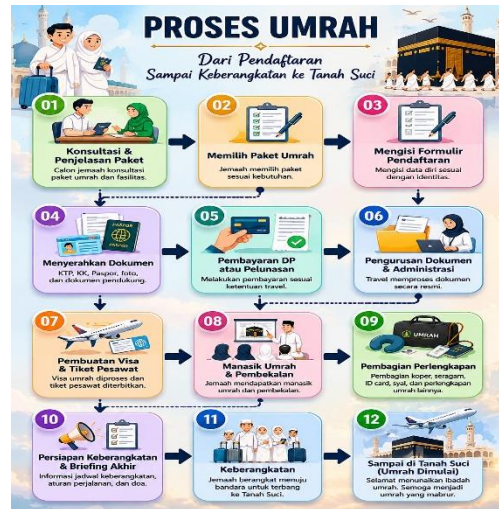 PROSES UMRAH
Dari Pendaftaran
Sampai Keberangkatan ke Tanah Suci
01
Konsultasi &
Penjelasan Paket
Calon jemaah konsultasi
paket umrah dan fasilitas.
02
Memilih Paket Umrah
Jemaah memilih paket
sesuai kebutuhan.
03
Mengisi Formulir
Pendaftaran
Mengisi data diri sesuai
dengan identitas.
04
Menyerahkan Dokumen
KTP, KK, Paspor, foto,
dan dokumen pendukung.
05
Pembayaran DP
atau Pelunasan
Melakukan pembayaran sesuai
ketentuan travel.
06
Pengurusan Dokumen
& Administrasi
Travel memproses dokumen
secara resmi.
07
Pembuatan Visa
& Tiket Pesawat
Visa umrah diproses dan
tiket pesawat diterbitkan.
08
Manasik Umrah
& Pembekalan
Jemaah mendapatkan manasik
umrah dan pembekalan.
09
UMRAH
Pembagian Perlengkapan
Pembagian koper, seragam,
ID card, syal, dan perlengkapan
umrah lainnya.
10
Persiapan Keberangkatan
& Briefing Akhir
Informasi jadwal keberangkatan,
aturan perjalanan, dan doa.
11
Keberangkatan
Jemaah berangkat menuju
bandara untuk terbang
ke Tanah Suci.
12
Sampai di Tanah Suci
(Umrah Dimulai)
Selamat menunaikan ibadah
umrah. Semoga menjadi
umrah yang mabrur.